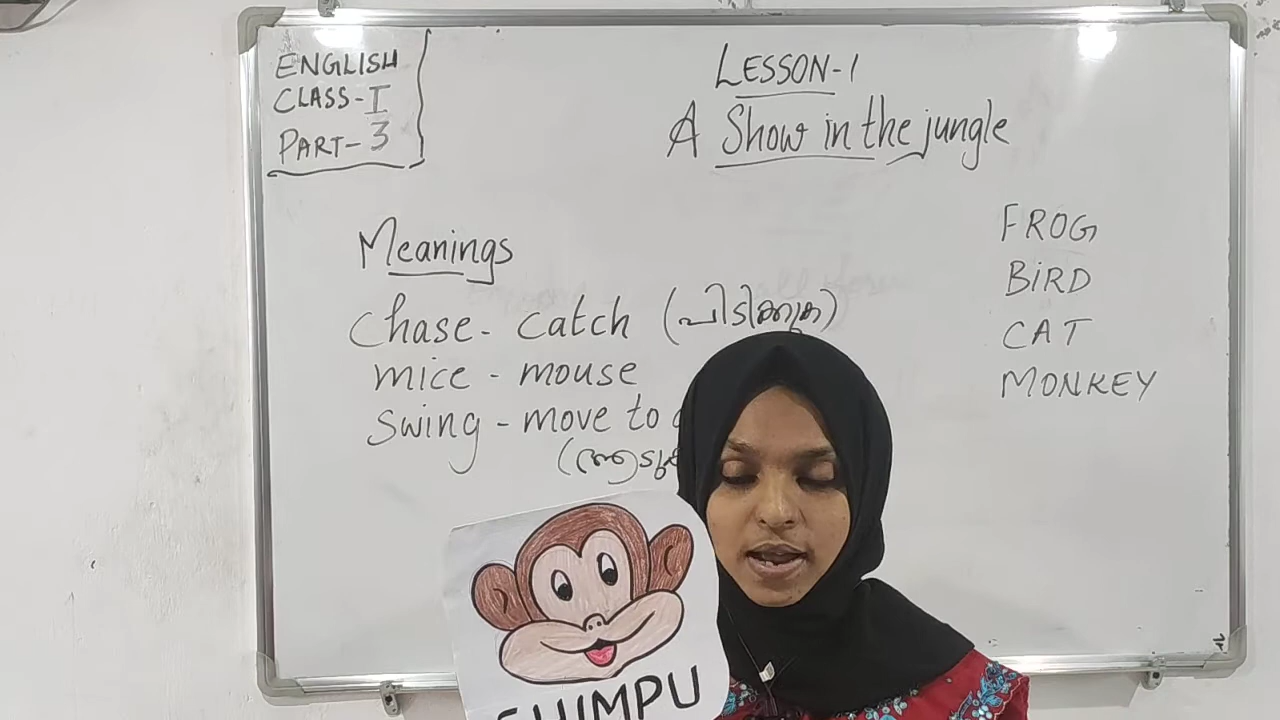 ENGLISH
CLASS-I
PART-3
LESSON-1
A Show in the jungle
Meanings
Chase - catch (പിടിക്കുക)
mice - mouse
swing - move to
FROG
BIRD
CAT
MONKEY